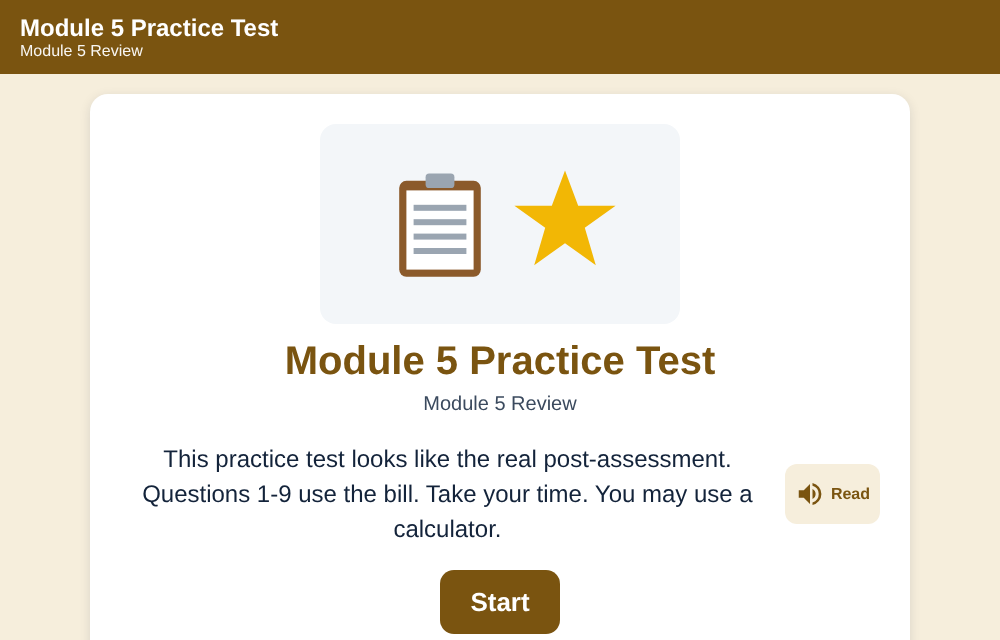 Module 5 Practice Test
Module 5 Review
Module 5 Practice Test
Module 5 Review
This practice test looks like the real post-assessment.
Questions 1-9 use the bill. Take your time. You may use a
calculator.
Read
Start